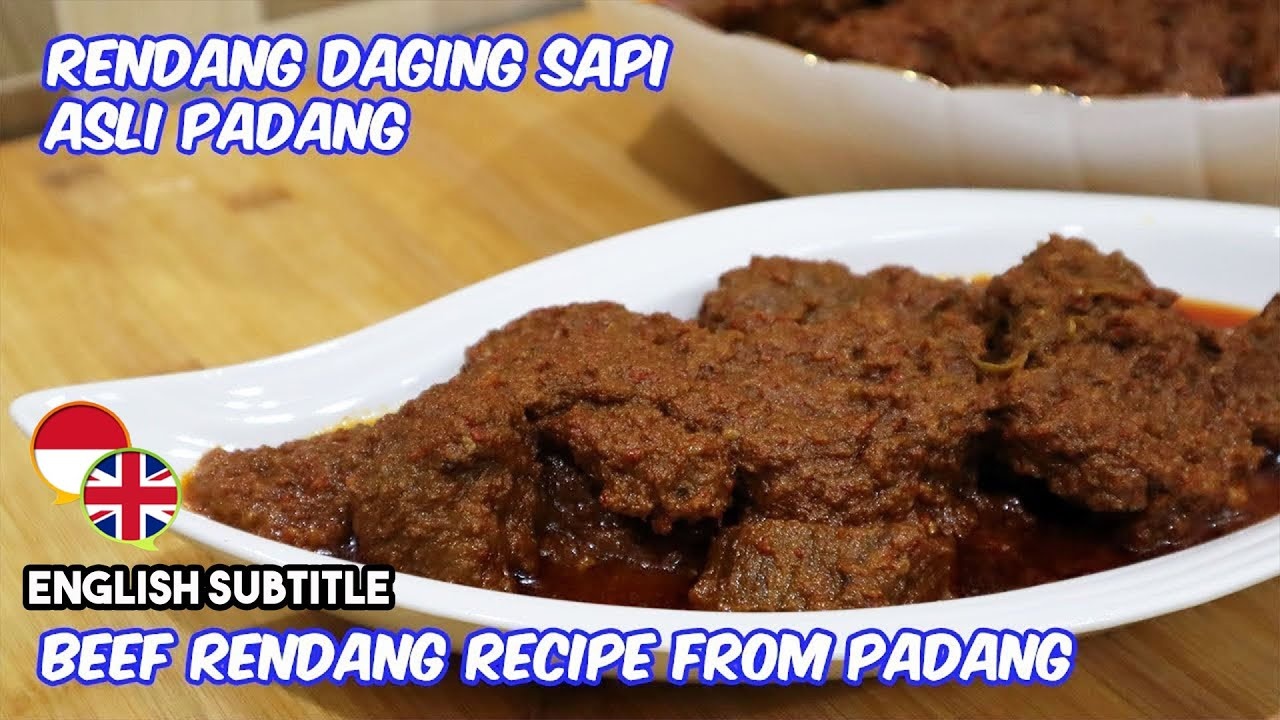 RENDANG DAGING SAPI
ASLI PADANG
ENGLISH SUBTITLE
BEEF RENDANG RECIPE FROM PADANG